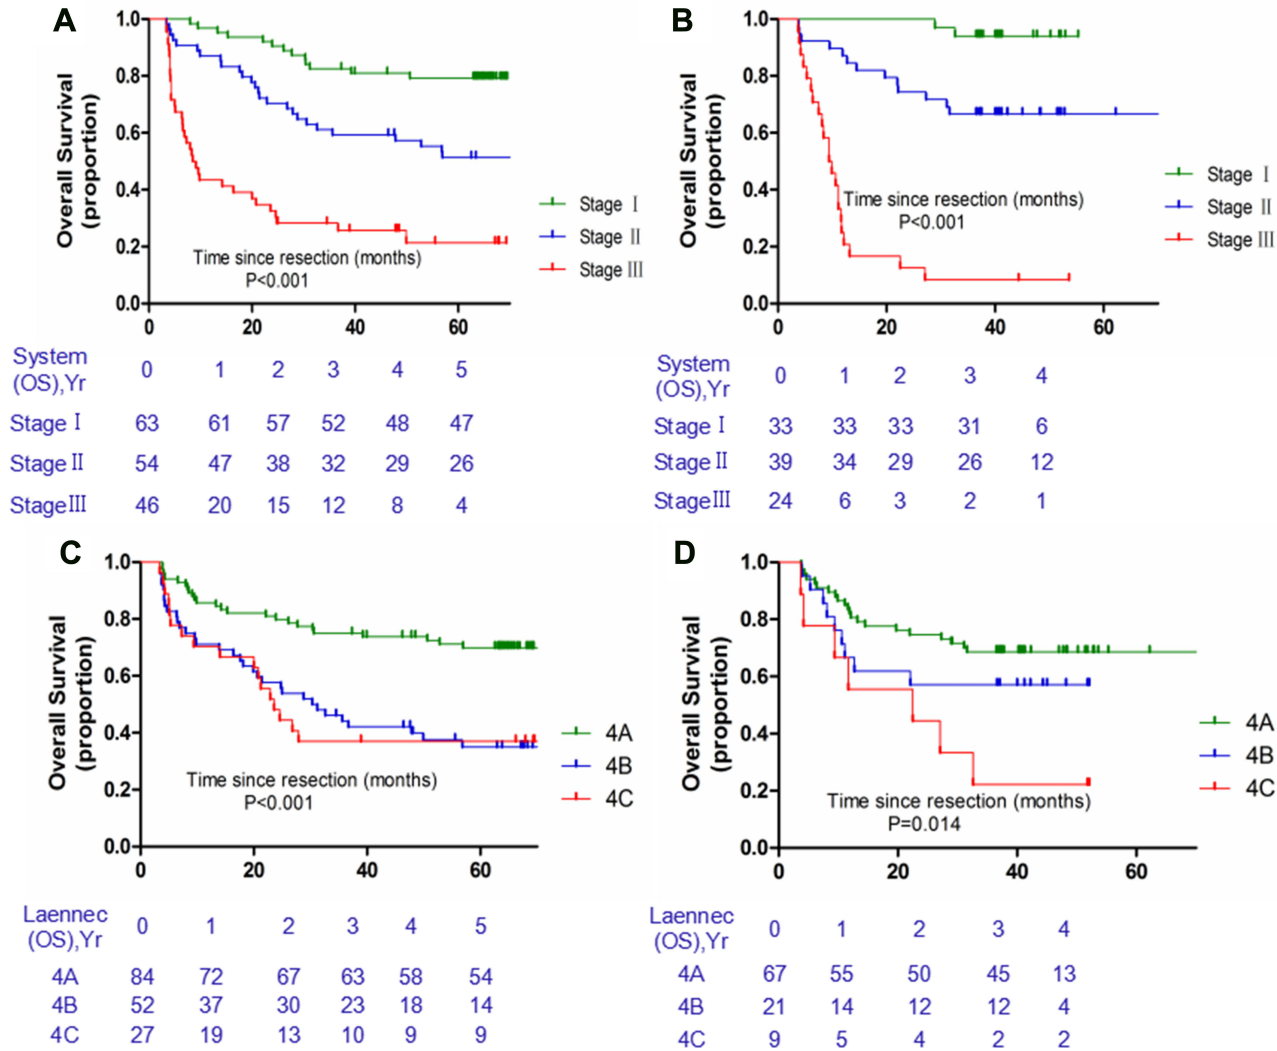 A
Overall Survival
(proportion)
1.0
0.8
0.6
0.4
0.2
0.0
0 20 40 60
Time since resection (months)
P<0.001
Stage Ⅰ
Stage Ⅱ
Stage Ⅲ
System
(OS),Yr 0 1 2 3 4 5
Stage Ⅰ 63 61 57 52 48 47
Stage Ⅱ 54 47 38 32 29 26
StageⅢ 46 20 15 12 8 4
B
Overall Survival
(proportion)
1.0
0.8
0.6
0.4
0.2
0.0
0 20 40 60
Time since resection (months)
P<0.001
Stage Ⅰ
Stage Ⅱ
Stage Ⅲ
System
(OS),Yr 0 1 2 3 4
Stage Ⅰ 33 33 33 31 6
Stage Ⅱ 39 34 29 26 12
StageⅢ 24 6 3 2 1
C
Overall Survival
(proportion)
1.0
0.8
0.6
0.4
0.2
0.0
0 20 40 60
Time since resection (months)
P<0.001
4A
4B
4C
Laennec
(OS),Yr 0 1 2 3 4 5
4A 84 72 67 63 58 54
4B 52 37 30 23 18 14
4C 27 19 13 10 9 9
D
Overall Survival
(proportion)
1.0
0.8
0.6
0.4
0.2
0.0
0 20 40 60
Time since resection (months)
P=0.014
4A
4B
4C
Laennec
(OS),Yr 0 1 2 3 4
4A 67 55 50 45 13
4B 21 14 12 12 4
4C 9 5 4 2 2